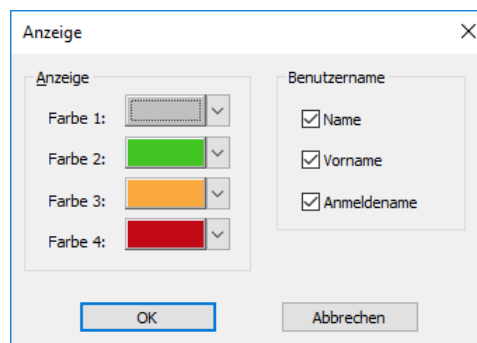 Anzeige
Anzeige
Farbe 1:
Farbe 2:
Farbe 3:
Farbe 4:
Benutzername
Name
Vorname
Anmeldename
OK
Abbrechen